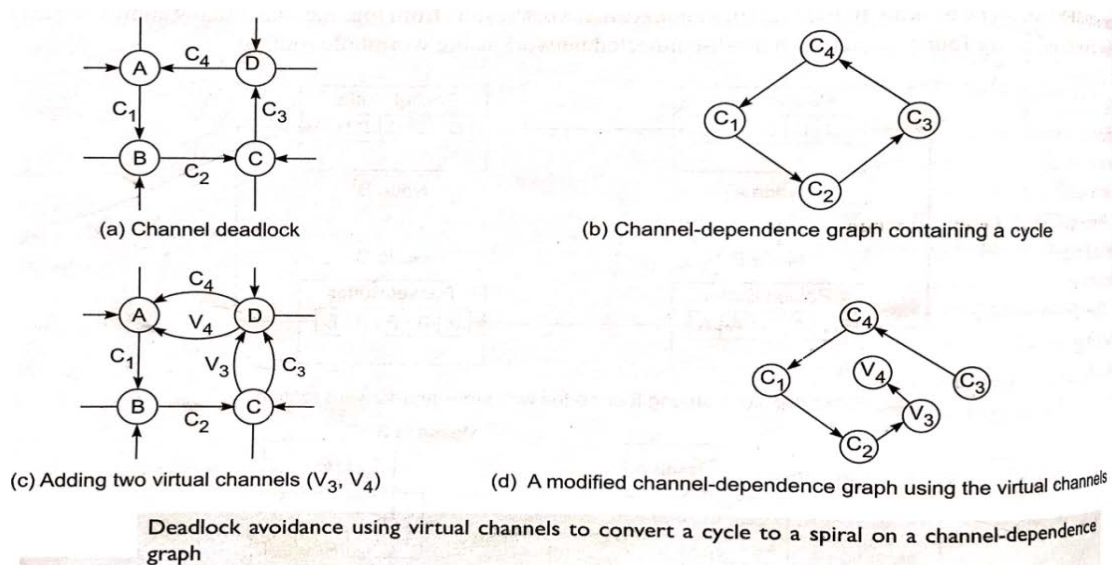 A
C4
D
C1
C3
B
C2
C
(a) Channel deadlock
C4
C1
C3
C2
(b) Channel-dependence graph containing a cycle
C4
A
V4
D
C1
V3
C3
B
C2
C
(c) Adding two virtual channels (V3, V4)
C4
C1
V4
C3
V3
C2
(d) A modified channel-dependence graph using the virtual channels
Deadlock avoidance using virtual channels to convert a cycle to a spiral on a channel-dependence
graph